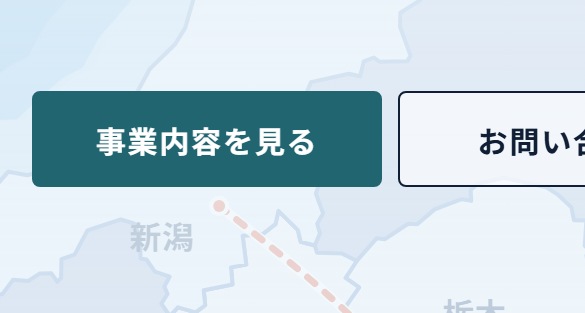 事業内容を見る
お問い合
新潟
栃木